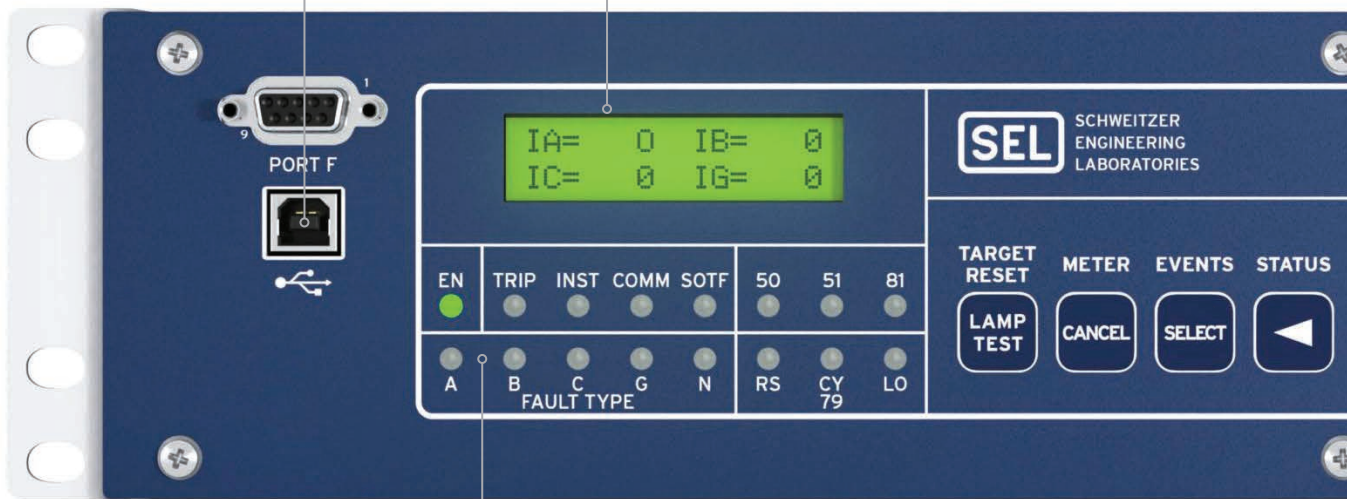 1
9
PORT F
IA= 0 IB= 0
IC= 0 IG= 0
SEL
SCHWEITZER
ENGINEERING
LABORATORIES
EN TRIP INST COMM SOTF 50 51 81
A B C G N RS CY LO
FAULT TYPE 79
TARGET
RESET
METER EVENTS STATUS
LAMP
TEST
CANCEL SELECT